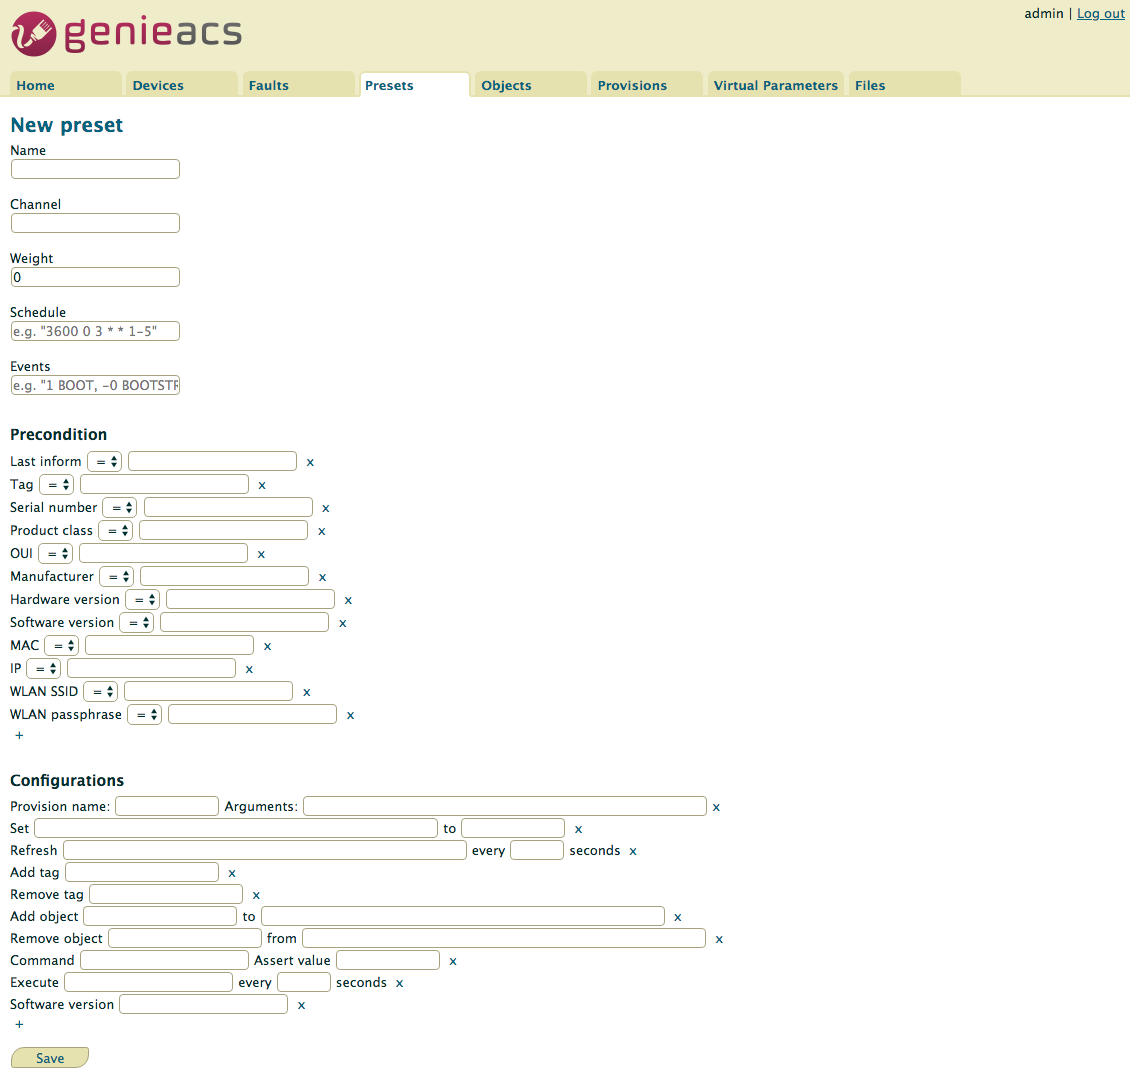 admin | Log out
genieacs
Home Devices Faults Presets Objects Provisions Virtual Parameters Files
New preset
Name
Channel
Weight
0
Schedule
e.g. "3600 0 3 * * 1-5"
Events
e.g. "1 BOOT, -0 BOOTSTR
Precondition
Last inform = x
Tag = x
Serial number = x
Product class = x
OUI = x
Manufacturer = x
Hardware version = x
Software version = x
MAC = x
IP = x
WLAN SSID = x
WLAN passphrase = x
+
Configurations
Provision name: Arguments: x
Set to x
Refresh every seconds x
Add tag x
Remove tag x
Add object to x
Remove object from x
Command Assert value x
Execute every seconds x
Software version x
+
Save